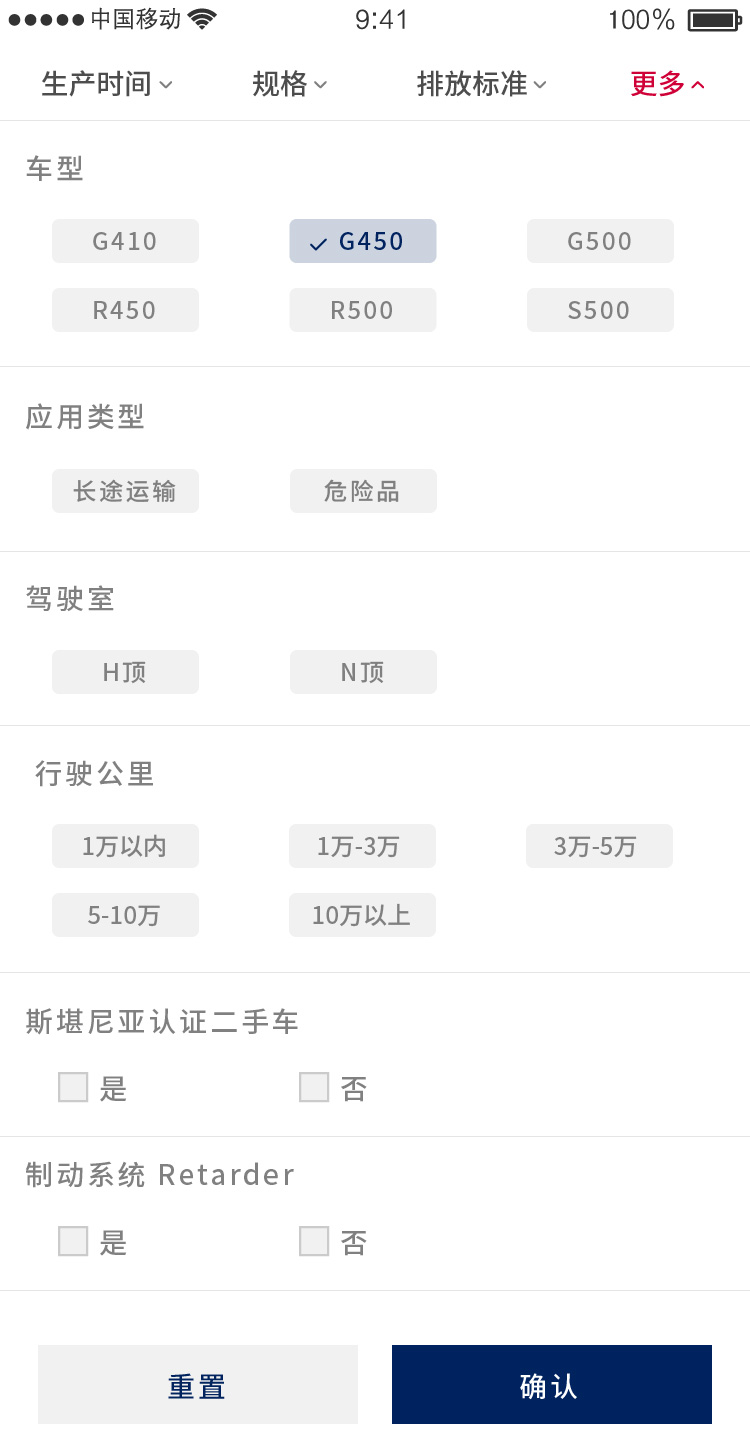 中国移动 9:41 100%
生产时间 规格 排放标准 更多
车型
G410 G450 G500
R450 R500 S500
应用类型
长途运输 危险品
驾驶室
H顶 N顶
行驶公里
1万以内 1万-3万 3万-5万
5-10万 10万以上
斯堪尼亚认证二手车
是 否
制动系统 Retarder
是 否
重置 确认